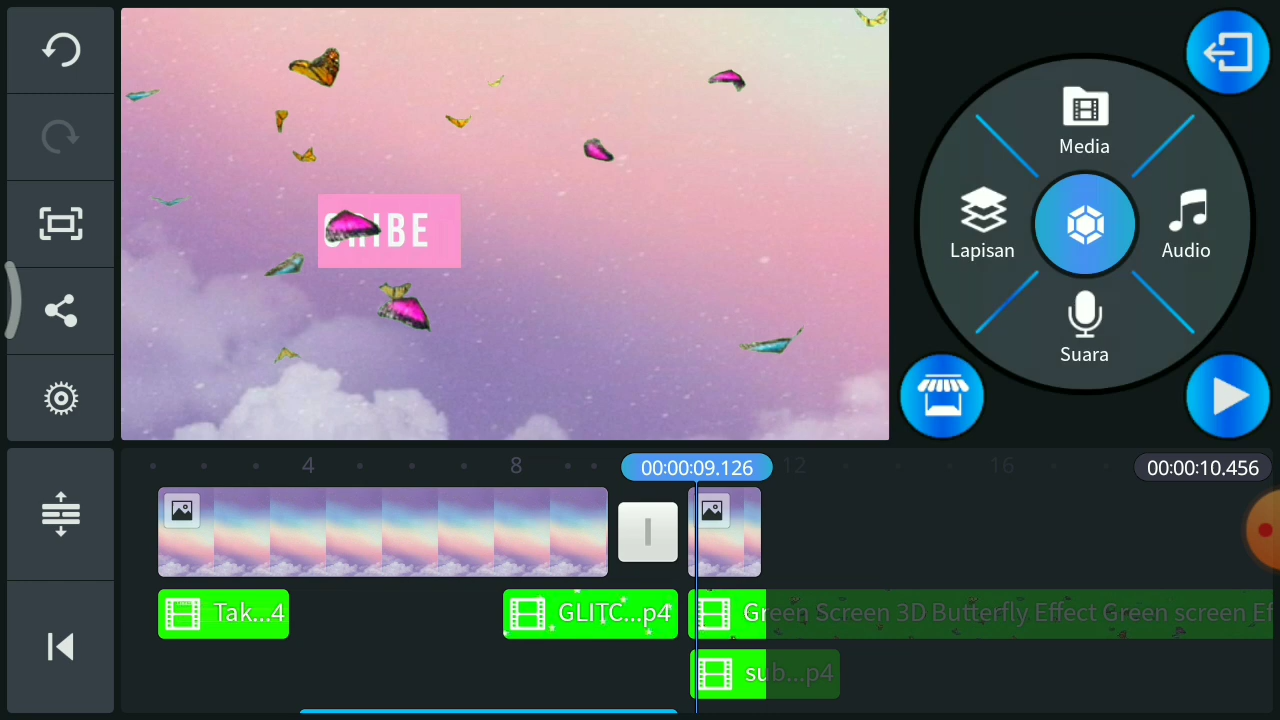 Media
Lapisan
Audio
Suara
4
8
00:00:09.126
12
16
00:00:10.456
Tak...4
GLITC...p4
Green Screen 3D Butterfly Effect Green screen Ef
sub...p4